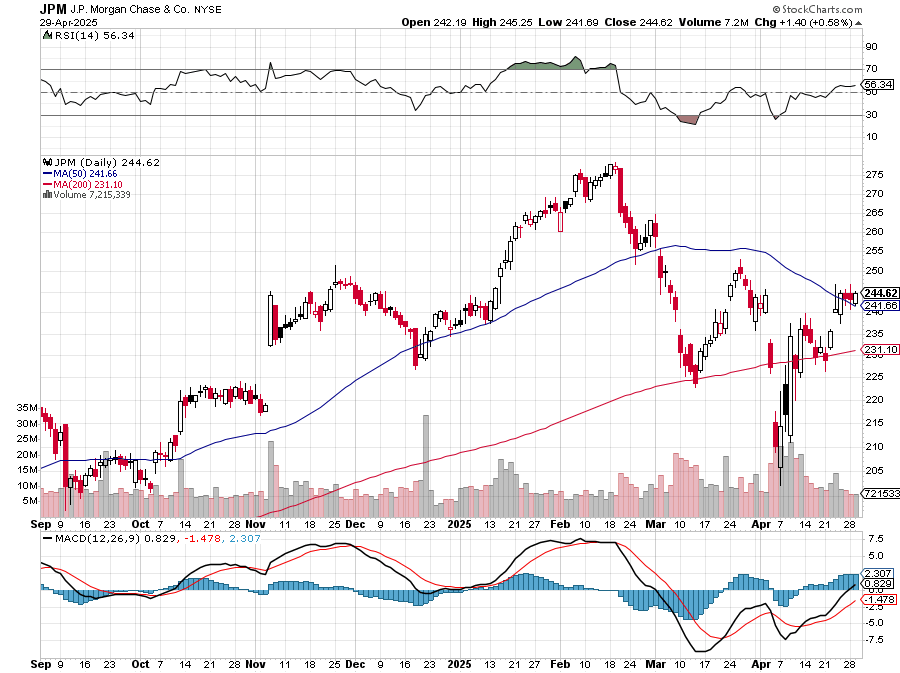 JPM J.P. Morgan Chase & Co. NYSE © StockCharts.com
29-Apr-2025 Open 242.19 High 245.25 Low 241.69 Close 244.62 Volume 7.2M Chg +1.40 (+0.58%)
RSI(14) 56.34
90
70
56.34
50
30
10
JPM (Daily) 244.62
MA(50) 241.66
MA(200) 231.10
Volume 7,215,339
275
270
265
260
255
250
244.62
241.66
240
235
231.10
230
225
220
215
210
205
721533
35M
30M
25M
20M
15M
10M
5M
Sep 9 16 23 Oct 7 14 21 28 Nov 11 18 25 Dec 9 16 23 2025 13 21 27 Feb 10 18 24 Mar 10 17 24 Apr 7 14 21 28
MACD(12,26,9) 0.829, -1.478, 2.307
7.5
5.0
2.307
0.829
0.0
-1.478
-2.5
-5.0
-7.5
Sep 9 16 23 Oct 7 14 21 28 Nov 11 18 25 Dec 9 16 23 2025 13 21 27 Feb 10 18 24 Mar 10 17 24 Apr 7 14 21 28